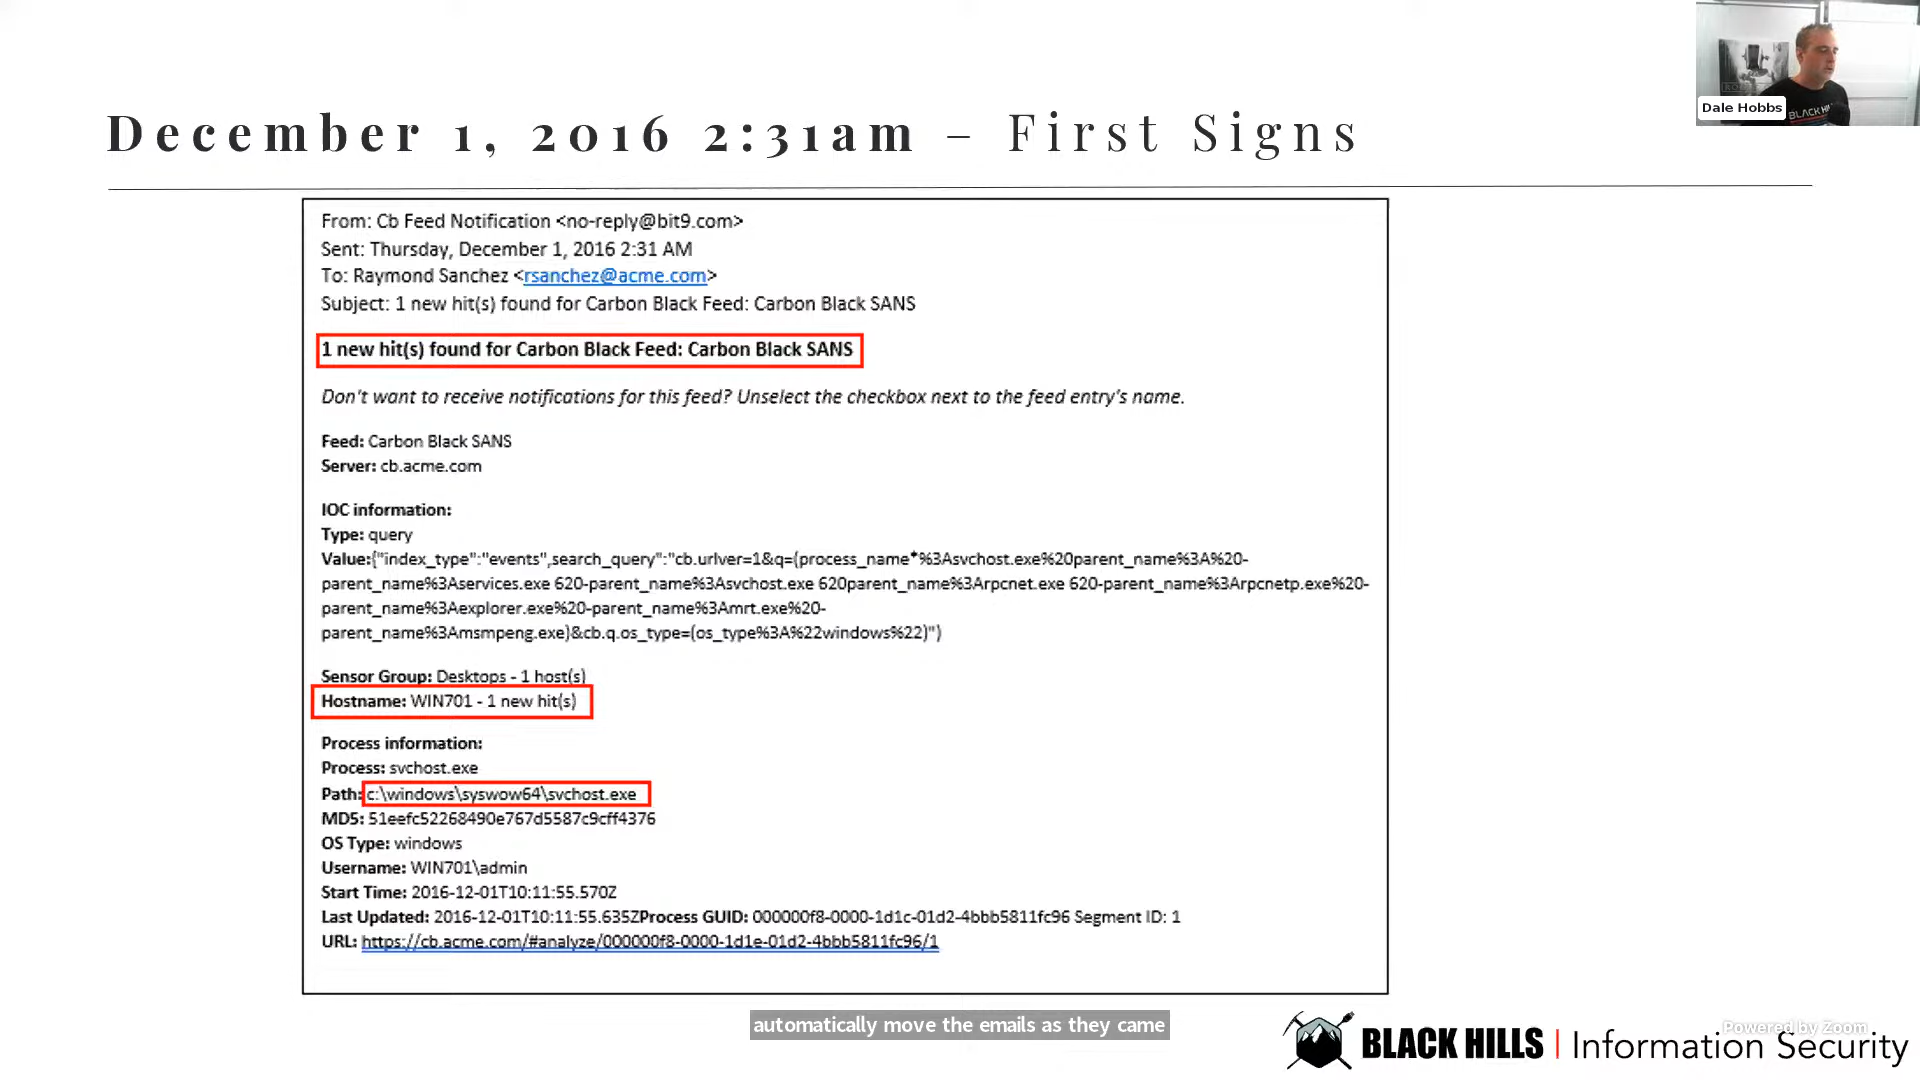 Dale Hobbs
December 1, 2016 2:31am – First Signs
From: Cb Feed Notification <no-reply@bit9.com>
Sent: Thursday, December 1, 2016 2:31 AM
To: Raymond Sanchez <rsanchez@acme.com>
Subject: 1 new hit(s) found for Carbon Black Feed: Carbon Black SANS
1 new hit(s) found for Carbon Black Feed: Carbon Black SANS
Don't want to receive notifications for this feed? Unselect the checkbox next to the feed entry's name.
Feed: Carbon Black SANS
Server: cb.acme.com
IOC information:
Type: query
Value:{"index_type":"events",search_query":"cb.urlver=1&q=(process_name*%3Asvchost.exe%20parent_name%3A%20-
parent_name%3Aservices.exe 620-parent_name%3Asvchost.exe 620parent_name%3Arpcnet.exe 620-parent_name%3Arpcnetp.exe%20-
parent_name%3Aexplorer.exe%20-parent_name%3Amrt.exe%20-
parent_name%3Amsmpeng.exe)&cb.q.os_type=(os_type%3A%22windows%22)")
Sensor Group: Desktops - 1 host(s)
Hostname: WIN701 - 1 new hit(s)
Process information:
Process: svchost.exe
Path: c:\windows\syswow64\svchost.exe
MD5: 51eefc52268490e767d5587c9cff4376
OS Type: windows
Username: WIN701\admin
Start Time: 2016-12-01T10:11:55.570Z
Last Updated: 2016-12-01T10:11:55.635ZProcess GUID: 000000f8-0000-1d1c-01d2-4bbb5811fc96 Segment ID: 1
URL: https://cb.acme.com/#analyze/000000f8-0000-1d1e-01d2-4bbb5811fc96/1
automatically move the emails as they came
Powered by Zoom
BLACK HILLS | Information Security